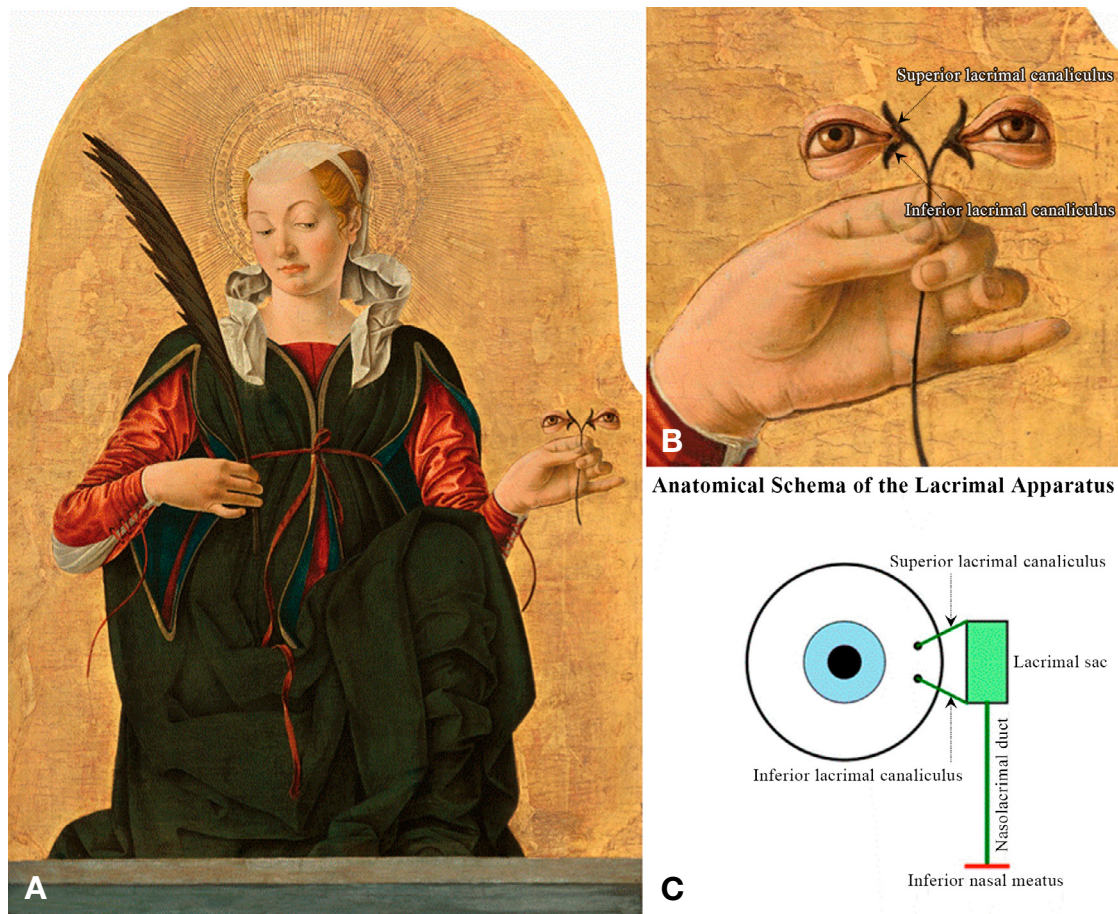 A
Superior lacrimal canaliculus
Inferior lacrimal canaliculus
B
Anatomical Schema of the Lacrimal Apparatus
Superior lacrimal canaliculus
Lacrimal sac
Nasolacrimal duct
Inferior lacrimal canaliculus
Inferior nasal meatus
C